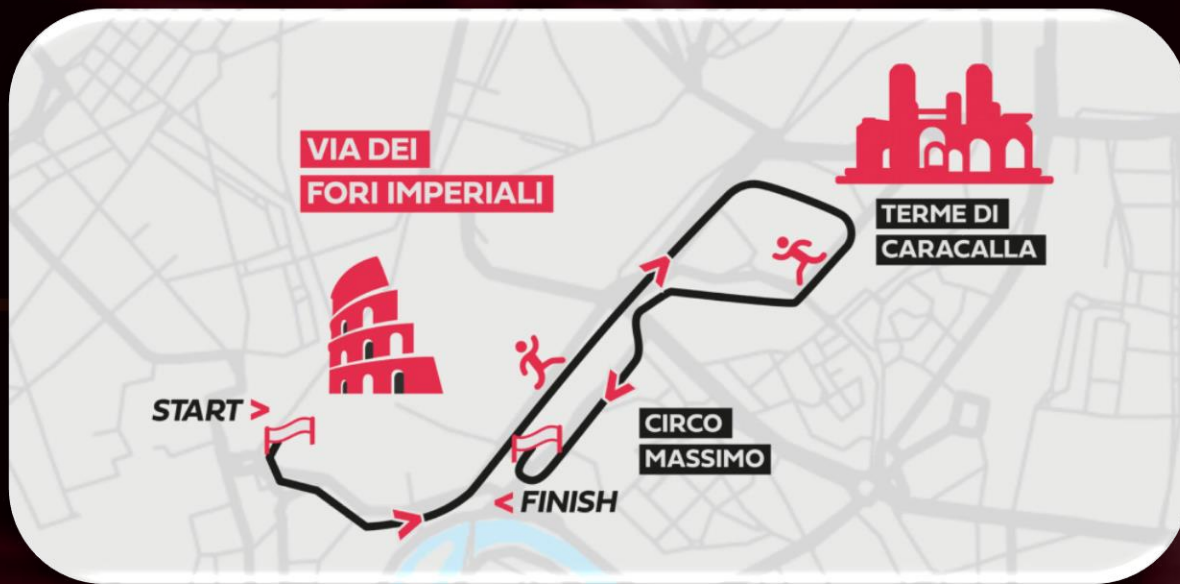 VIA DEI
FORI IMPERIALI
TERME DI
CARACALLA
START >
CIRCO
MASSIMO
< FINISH